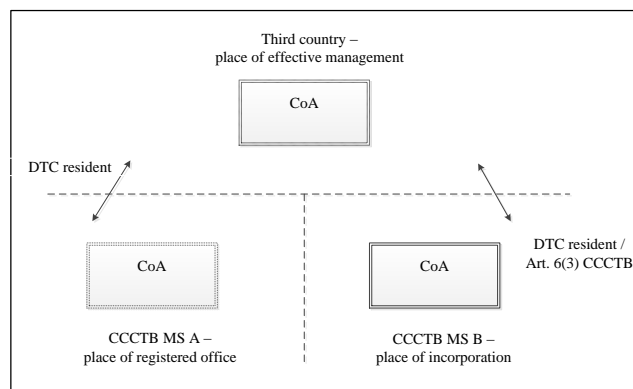 Third country –
place of effective management
CoA
DTC resident
DTC resident /
Art. 6(3) CCCTB
CoA
CoA
CCCTB MS A –
place of registered office
CCCTB MS B –
place of incorporation